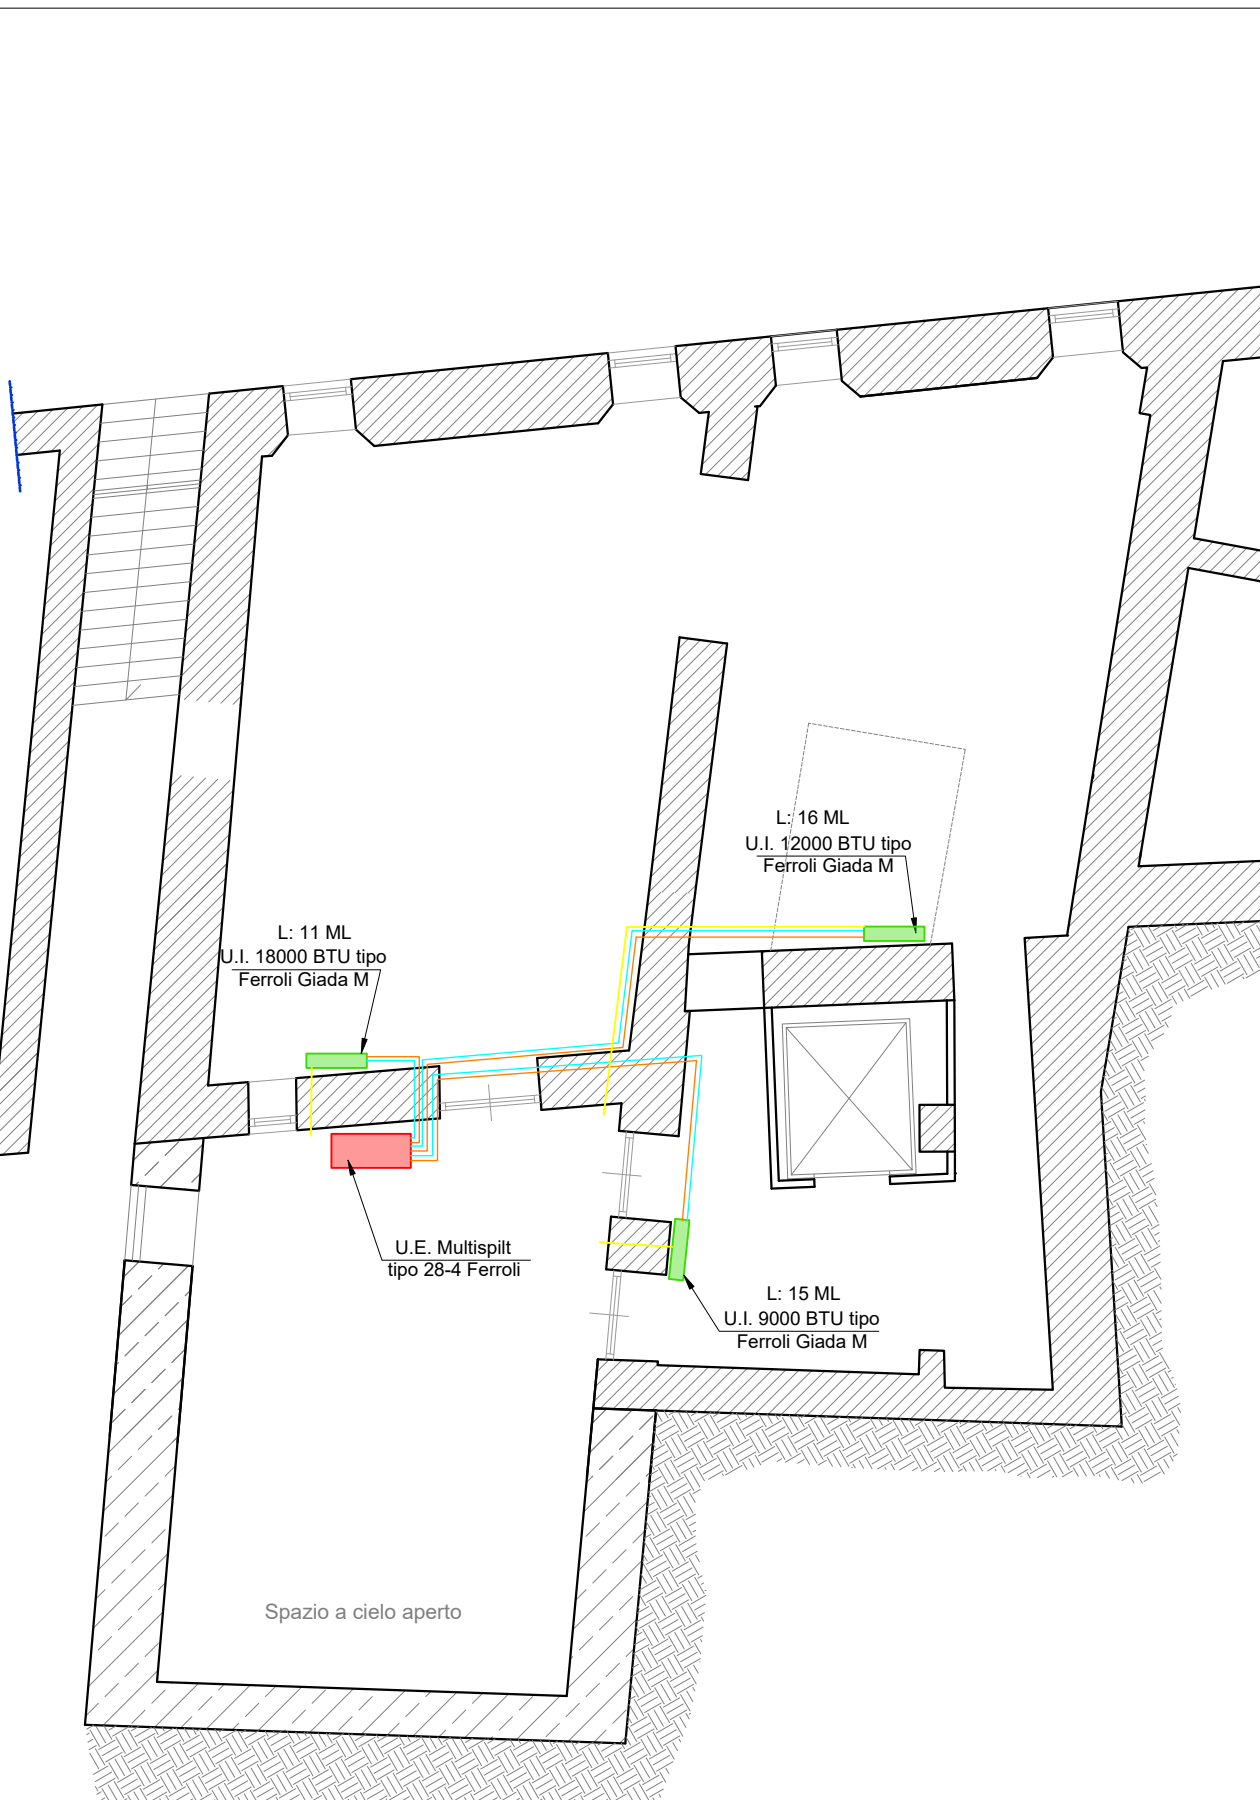 L: 16 ML
U.I. 12000 BTU tipo
Ferroli Giada M
L: 11 ML
U.I. 18000 BTU tipo
Ferroli Giada M
U.E. Multispilt
tipo 28-4 Ferroli
L: 15 ML
U.I. 9000 BTU tipo
Ferroli Giada M
Spazio a cielo aperto